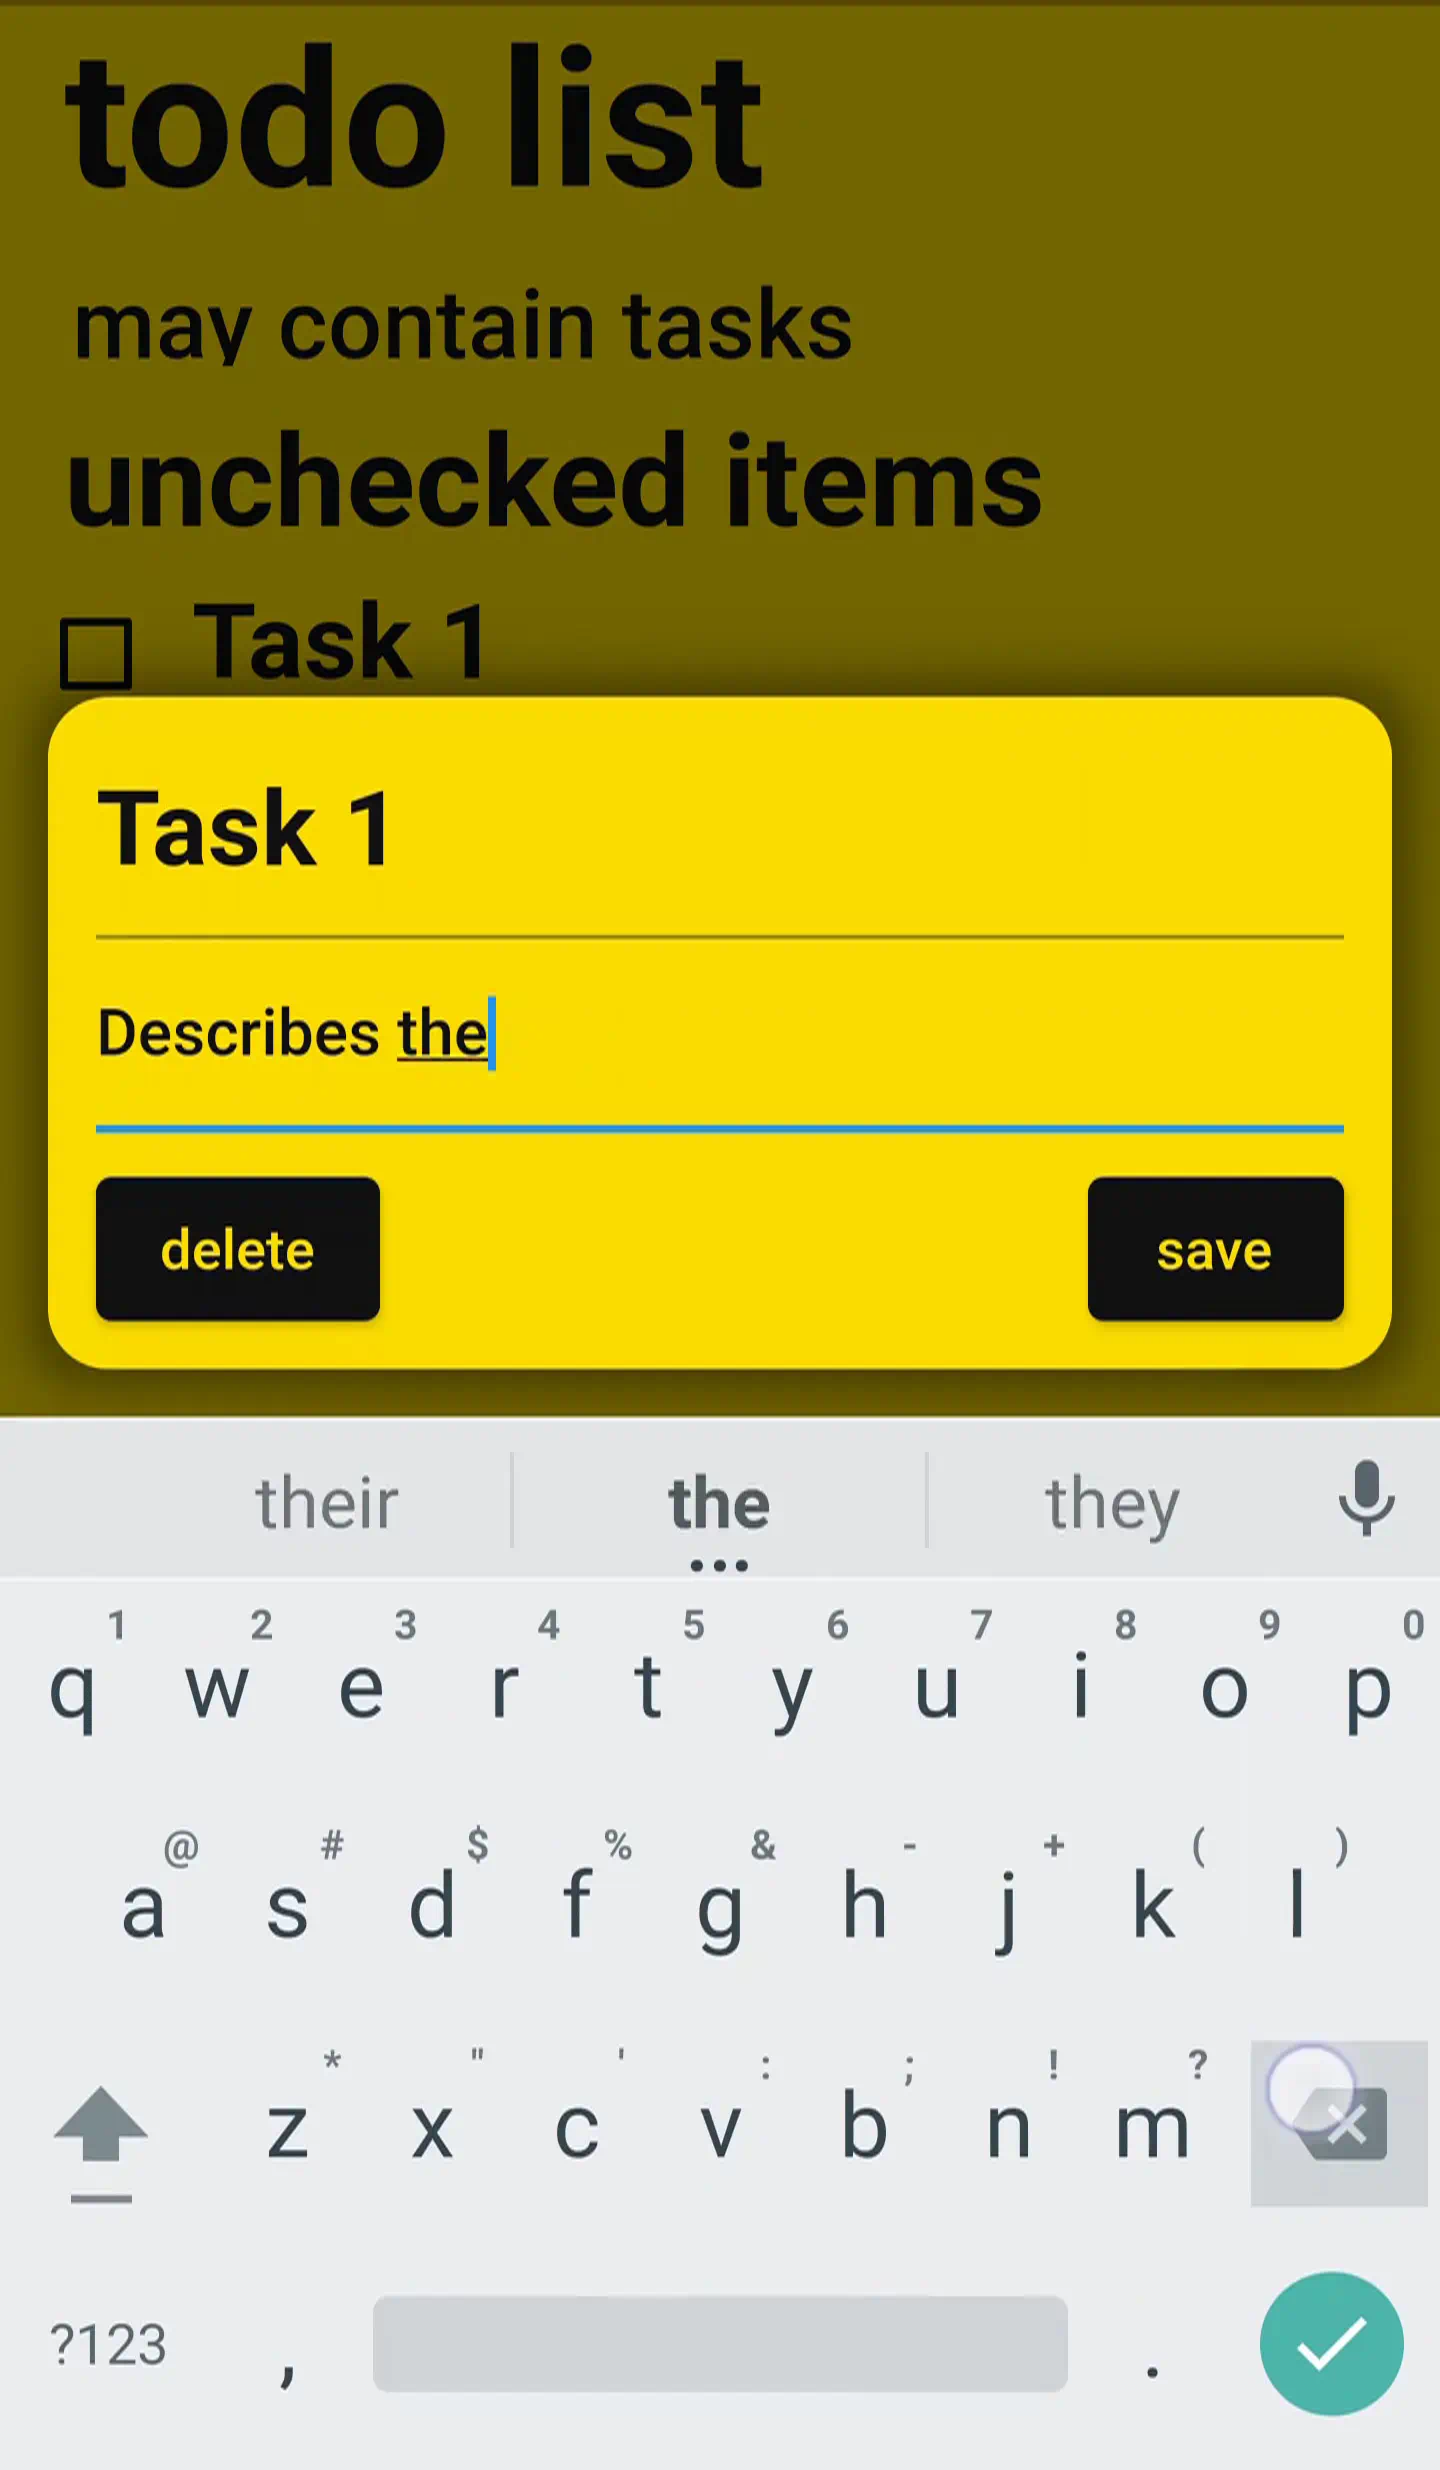 todo list
may contain tasks
unchecked items
Task 1
Task 1
Describes the
delete save
their the they
1 2 3 4 5 6 7 8 9 0
q w e r t y u i o p
@ # $ % & - + ( )
a s d f g h j k l
* " ' : ; ! ?
z x c v b n m
?123 , .